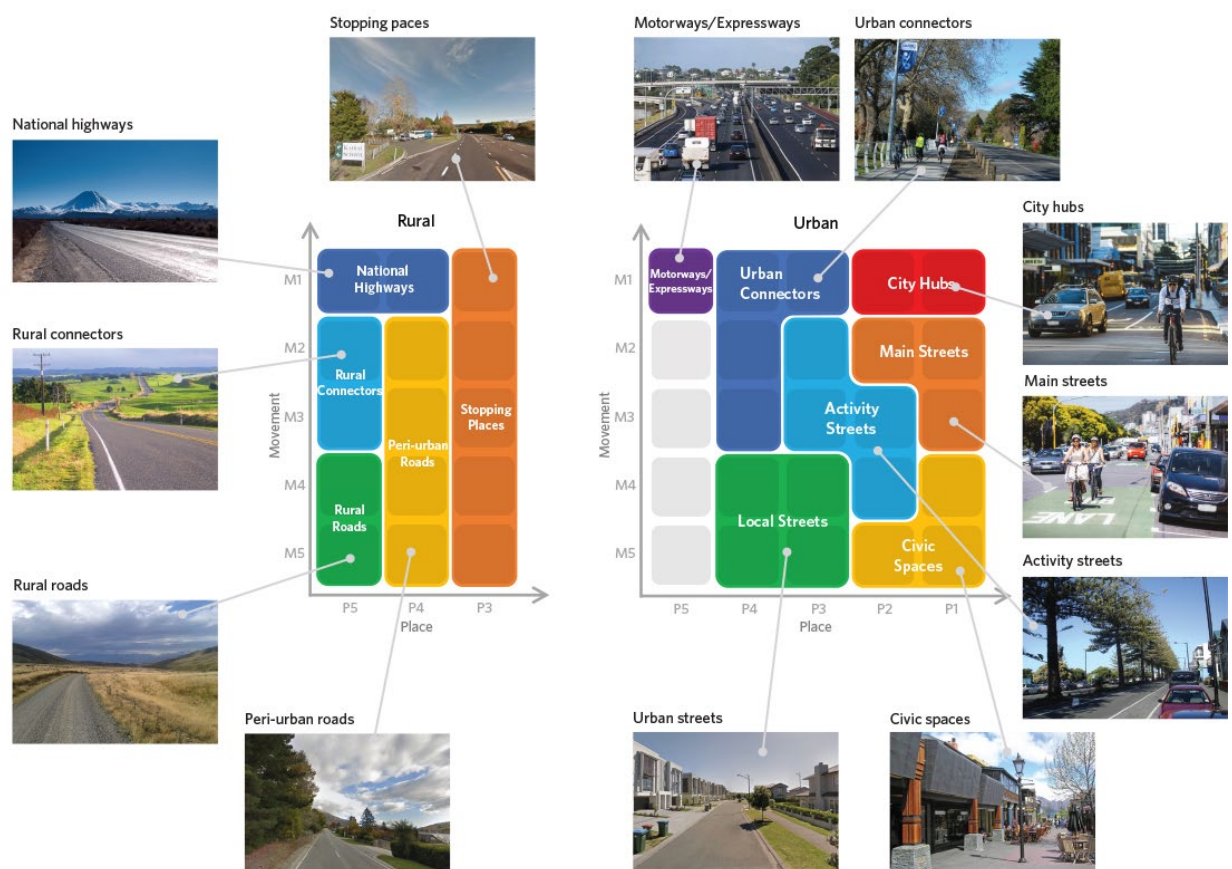 Stopping paces
Motorways/Expressways
Urban connectors
National highways
City hubs
Rural
Urban
M1
National
Highways
M1
Motorways/
Expressways
Urban
Connectors
City Hubs
Rural connectors
M2
Rural
Connectors
M2
Main Streets
Main streets
Movement
M3
Peri-urban
Roads
Stopping
Places
Movement
M3
Activity
Streets
LANE
M4
Rural
Roads
M4
Local Streets
M5
M5
Civic
Spaces
Activity streets
Rural roads
P5
P4
P3
Place
P5
P4
P3
P2
P1
Place
Peri-urban roads
Urban streets
Civic spaces